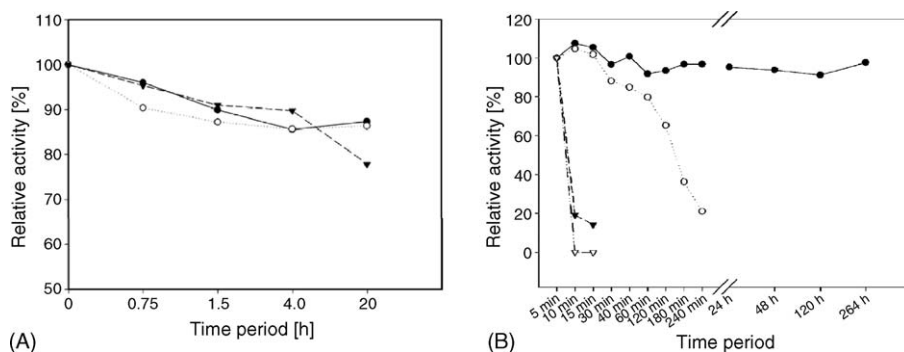 110
100
90
80
70
60
50
Relative activity [%]
0
0.75
1.5
4.0
20
Time period [h]
(A)
120
100
80
60
40
20
0
Relative activity [%]
5 min
10 min
15 min
30 min
40 min
60 min
120 min
180 min
240 min
24 h
48 h
120 h
264 h
Time period
(B)